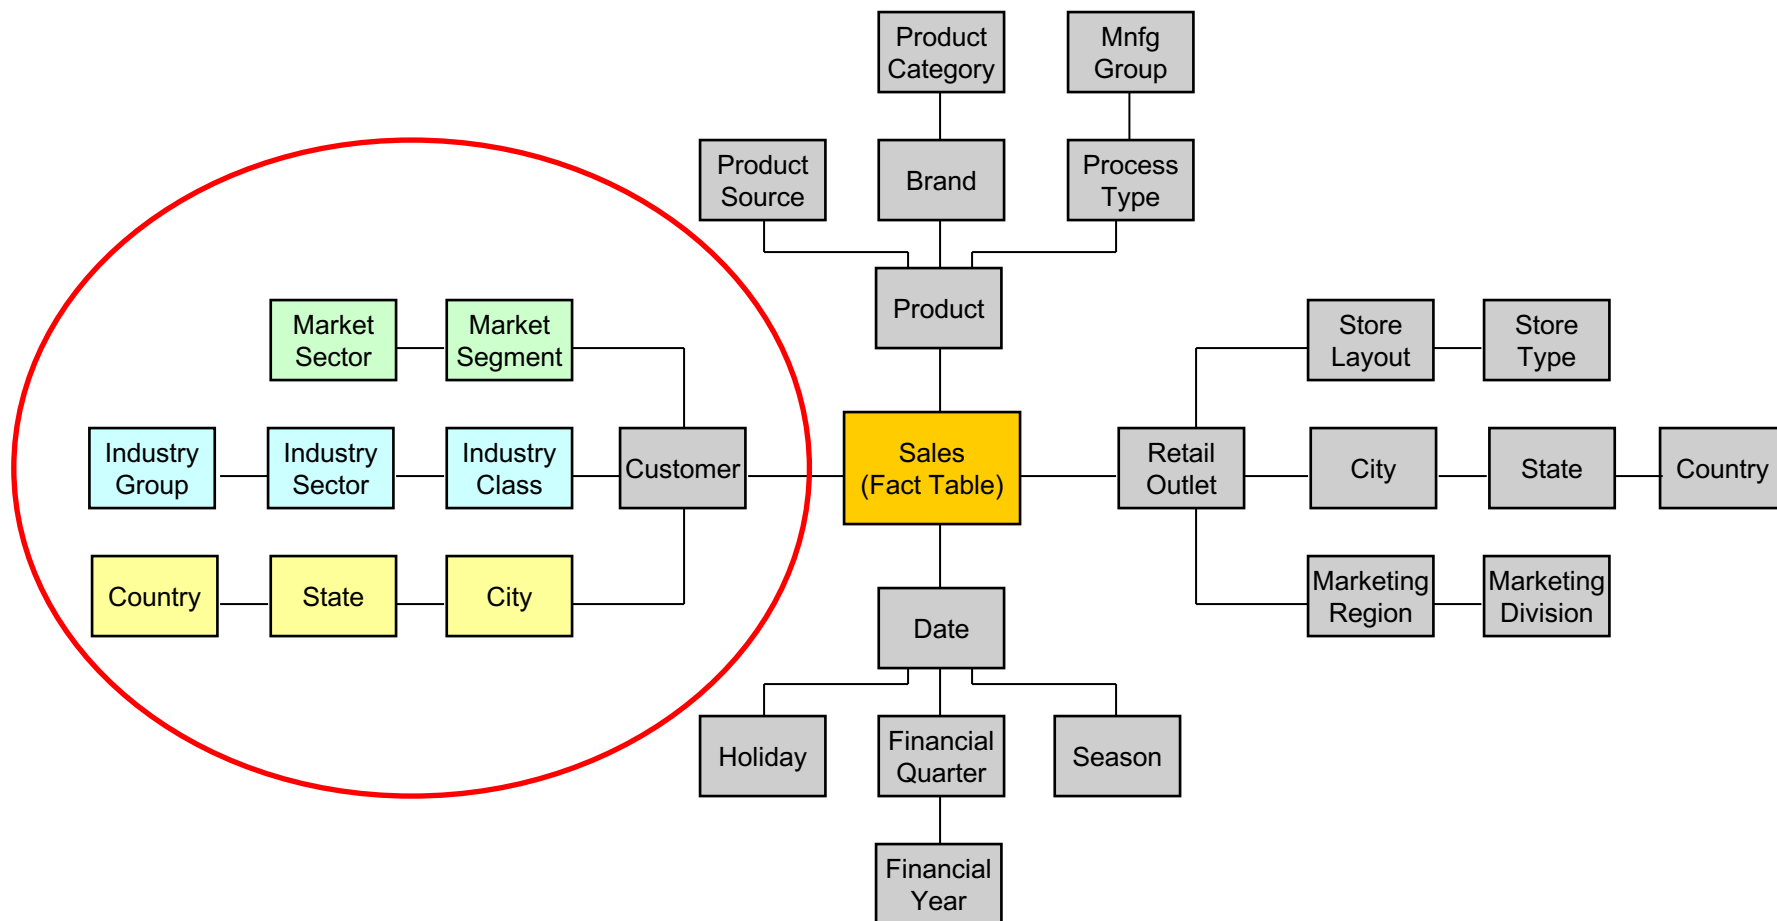 Product
Category
Mnfg
Group
Product
Source
Brand
Process
Type
Product
Market
Sector
Market
Segment
Store
Layout
Store
Type
Industry
Group
Industry
Sector
Industry
Class
Customer
Sales
(Fact Table)
Retail
Outlet
City
State
Country
Country
State
City
Date
Marketing
Region
Marketing
Division
Holiday
Financial
Quarter
Season
Financial
Year